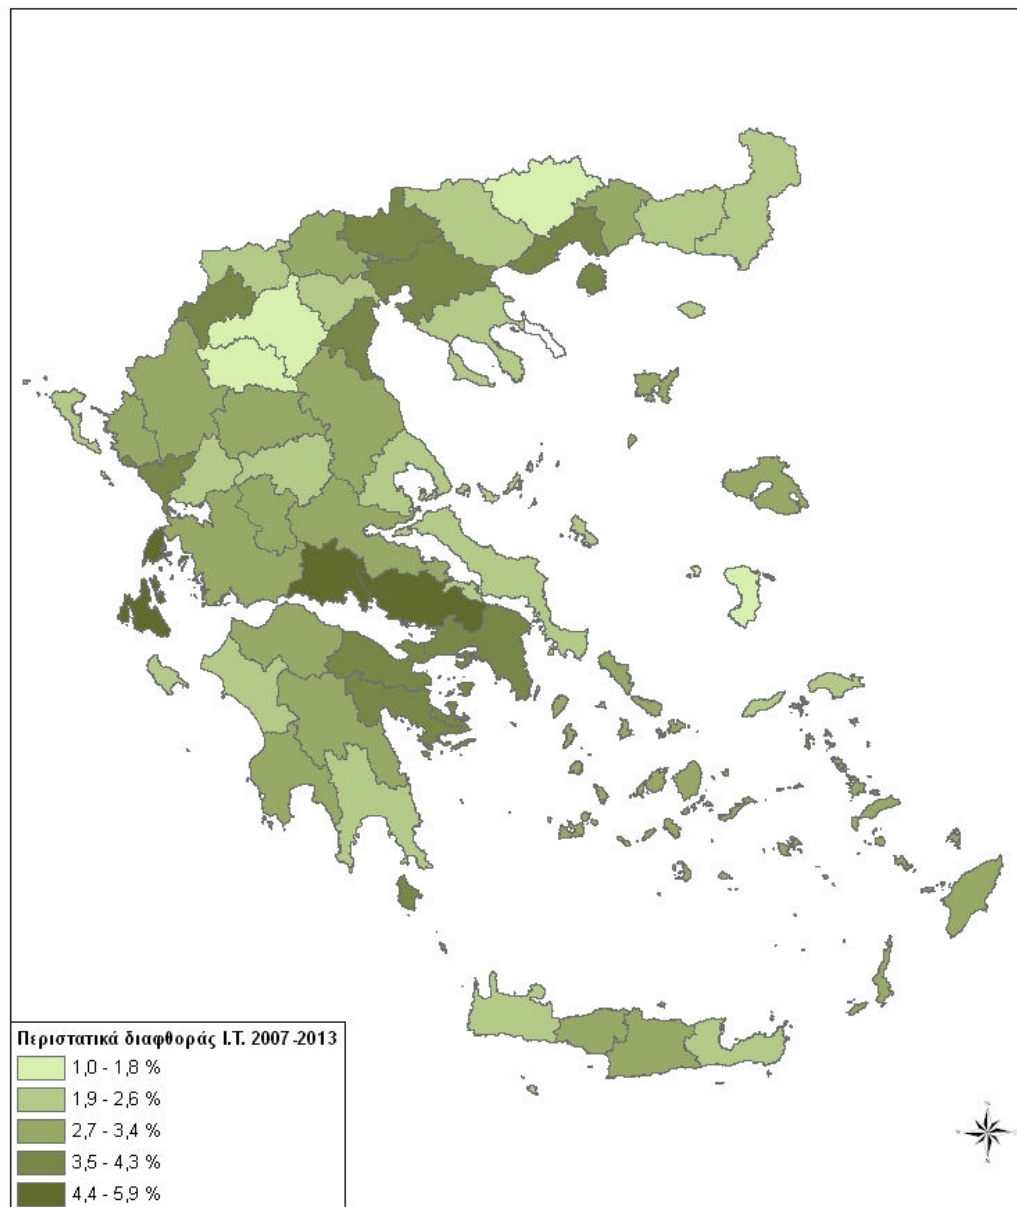 Περιστατικά διαφθοράς Ι.Τ. 2007-2013
1,0 - 1,8 %
1,9 - 2,6 %
2,7 - 3,4 %
3,5 - 4,3 %
4,4 - 5,9 %